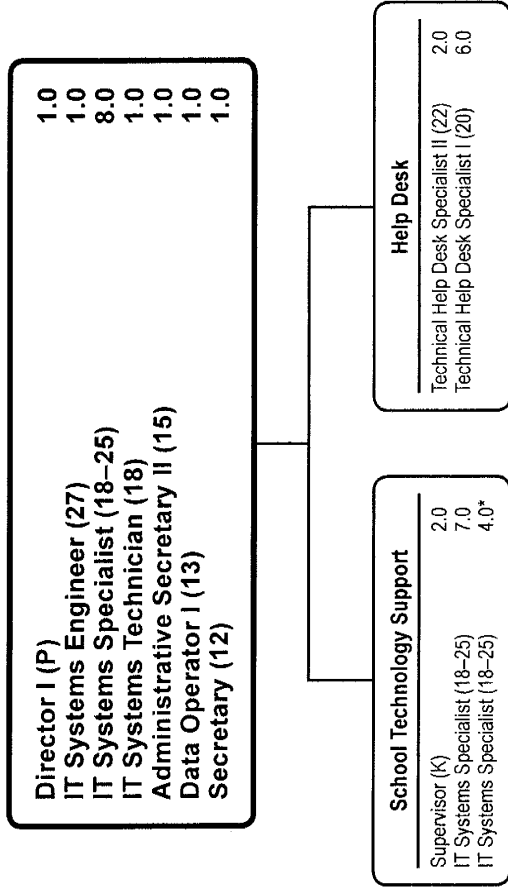 Director I (P) 1.0
IT Systems Engineer (27) 1.0
IT Systems Specialist (18–25) 8.0
IT Systems Technician (18) 1.0
Administrative Secretary II (15) 1.0
Data Operator I (13) 1.0
Secretary (12) 1.0
School Technology Support
Supervisor (K) 2.0
IT Systems Specialist (18–25) 7.0
IT Systems Specialist (18–25) 4.0*
Help Desk
Technical Help Desk Specialist II (22) 2.0
Technical Help Desk Specialist I (20) 6.0